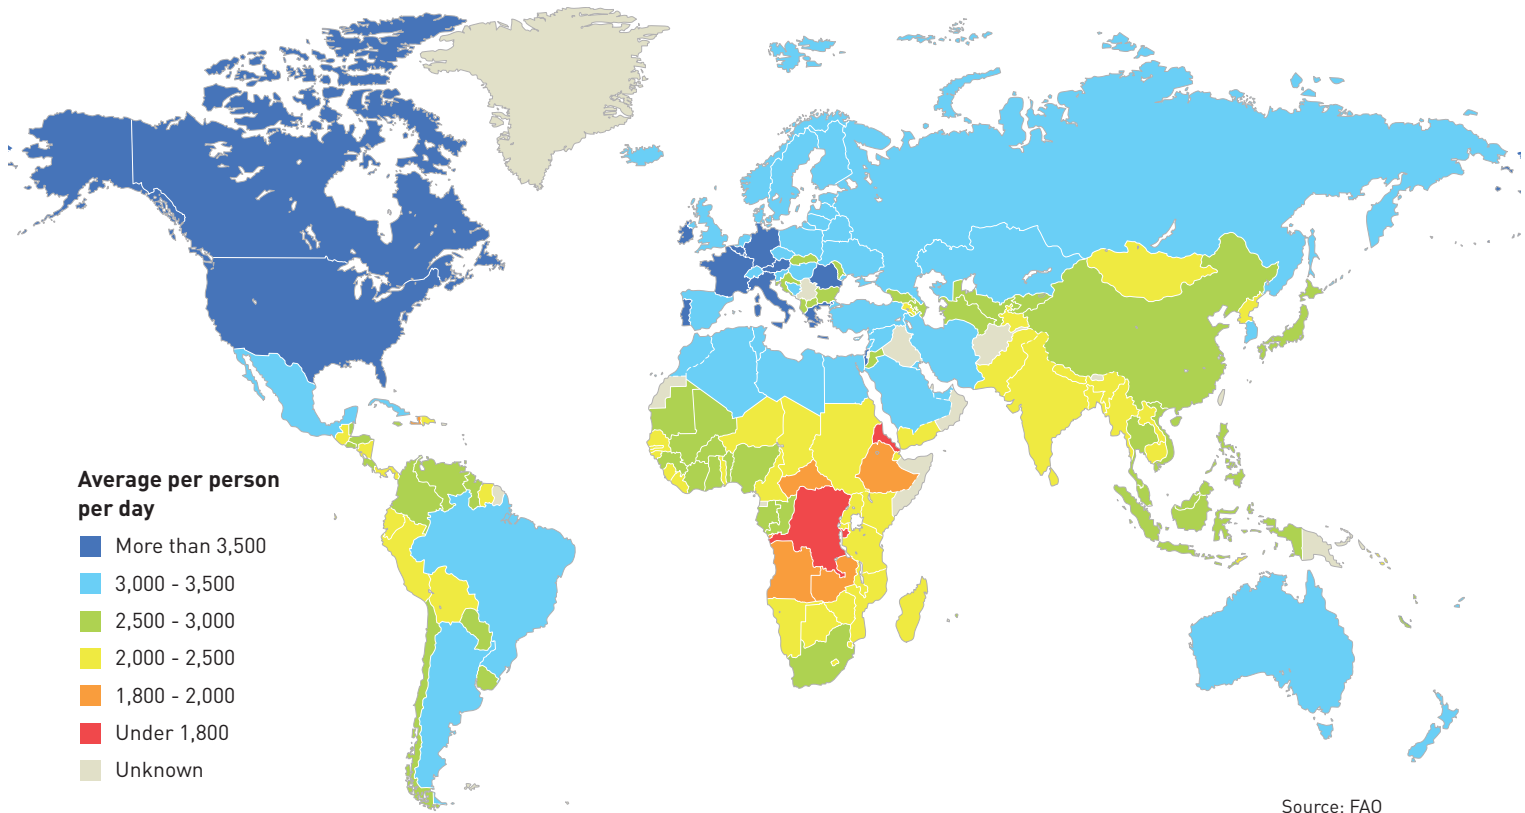 Average per person
per day
More than 3,500
3,000 - 3,500
2,500 - 3,000
2,000 - 2,500
1,800 - 2,000
Under 1,800
Unknown
Source: FAO